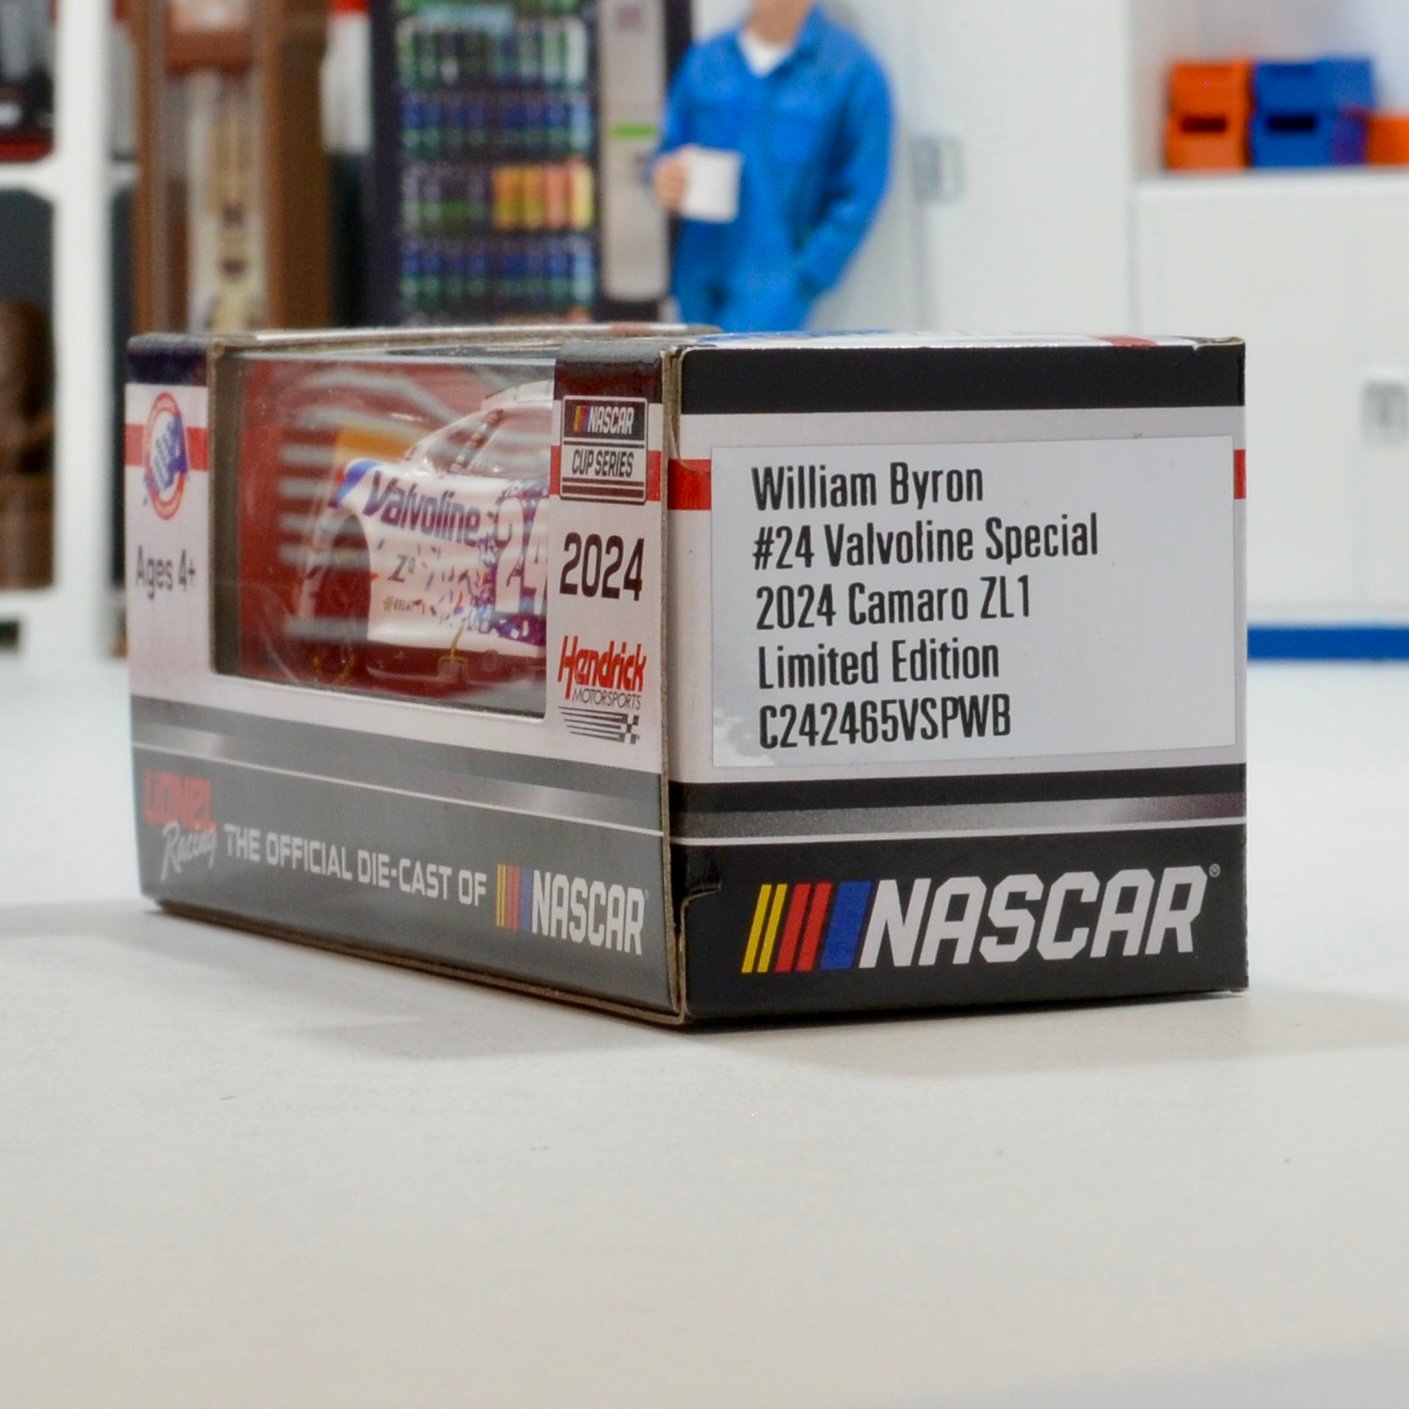 Ages 4+
Valvoline
24
NASCAR
CUP SERIES
2024
Hendrick
MOTORSPORTS
LIONEL
Racing
THE OFFICIAL DIE-CAST OF NASCAR
William Byron
#24 Valvoline Special
2024 Camaro ZL1
Limited Edition
C242465VSPWB
NASCAR®